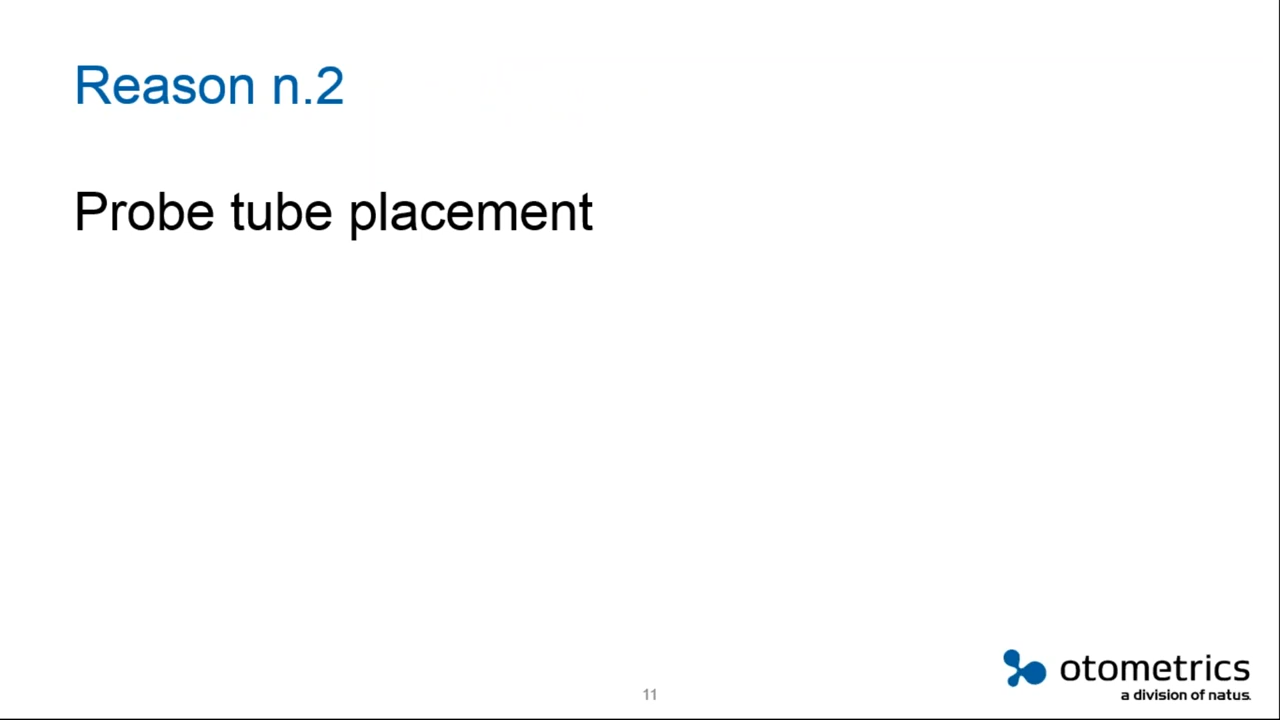 Reason n.2
Probe tube placement
11
otometrics
a division of natus.